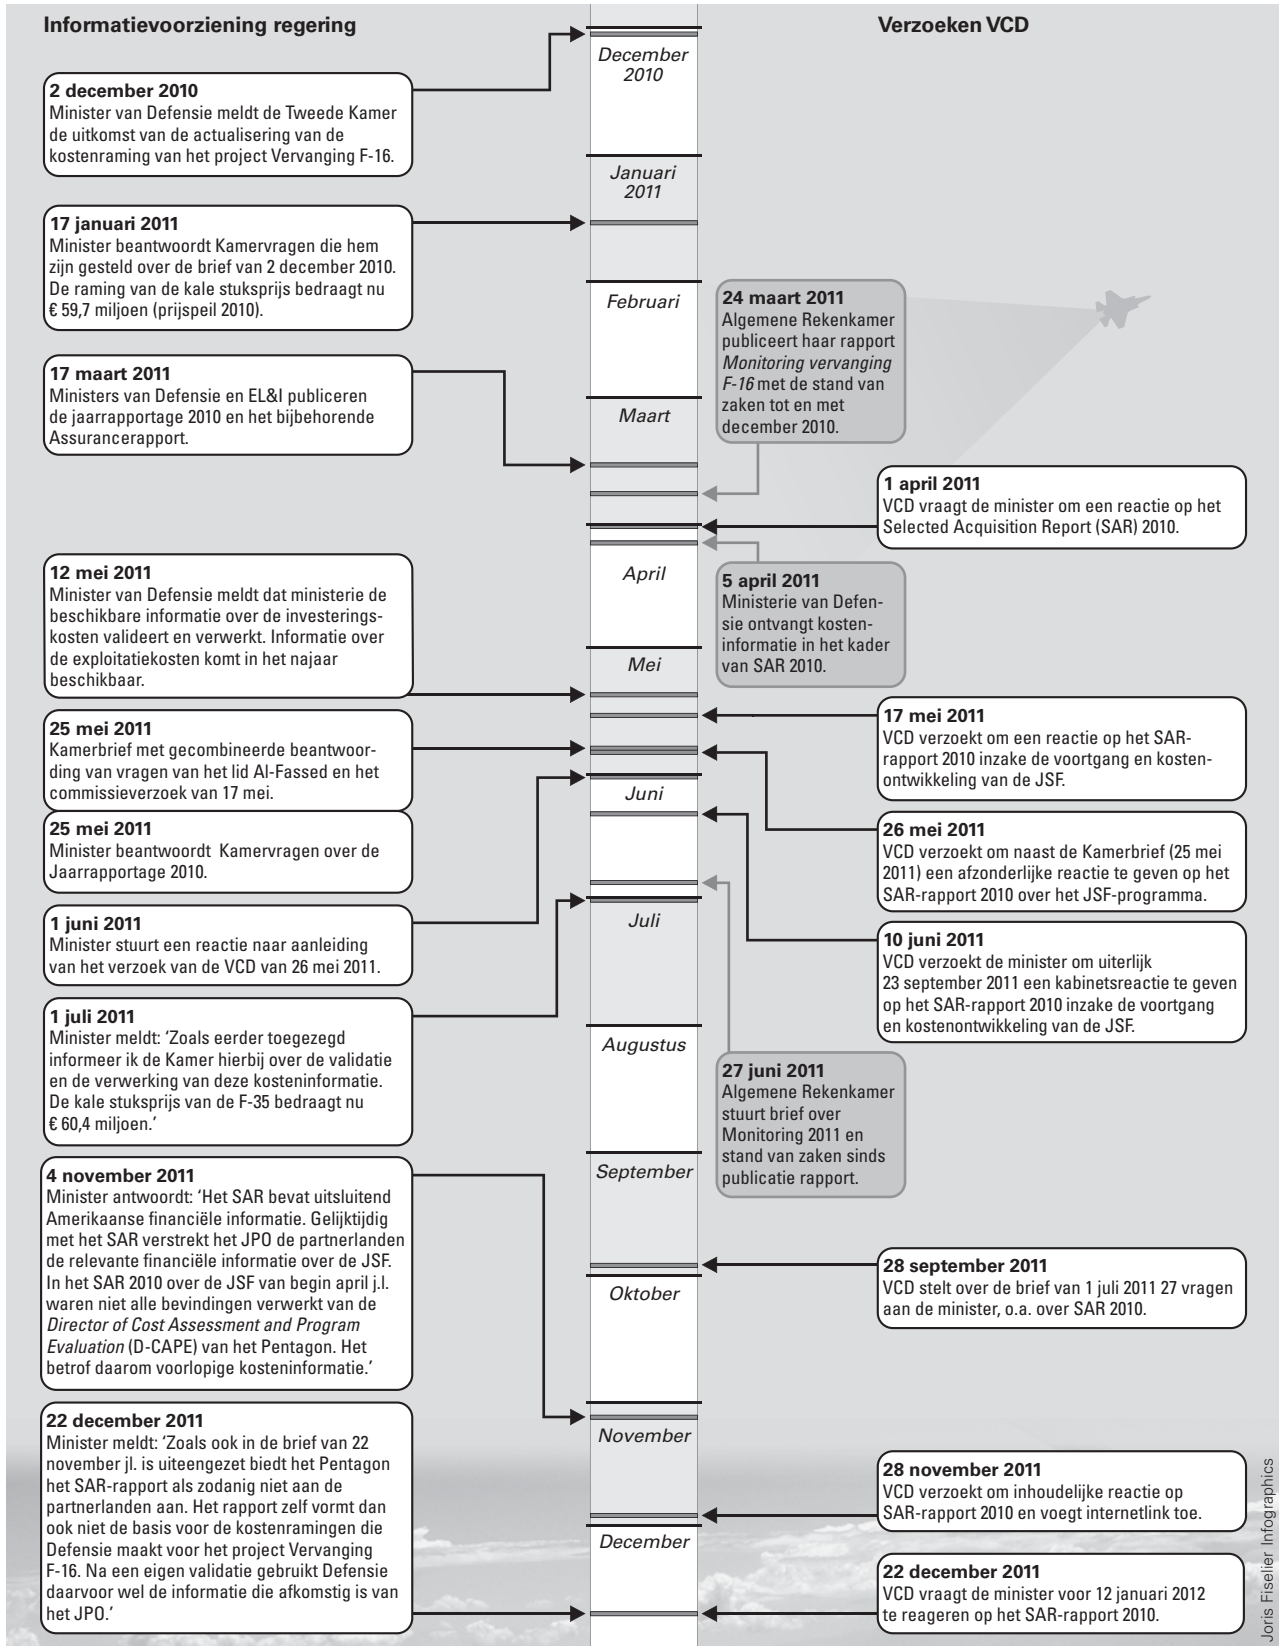 Informatievoorziening regering
2 december 2010
Minister van Defensie meldt de Tweede Kamer
de uitkomst van de actualisering van de
kostenraming van het project Vervanging F-16.
17 januari 2011
Minister beantwoordt Kamervragen die hem
zijn gesteld over de brief van 2 december 2010.
De raming van de kale stuksprijs bedraagt nu
€ 59,7 miljoen (prijspeil 2010).
17 maart 2011
Ministers van Defensie en EL&I publiceren
de jaarrapportage 2010 en het bijbehorende
Assurancerapport.
12 mei 2011
Minister van Defensie meldt dat ministerie de
beschikbare informatie over de investerings-
kosten valideert en verwerkt. Informatie over
de exploitatiekosten komt in het najaar
beschikbaar.
25 mei 2011
Kamerbrief met gecombineerde beantwoor-
ding van vragen van het lid Al-Fassed en het
commissieverzoek van 17 mei.
25 mei 2011
Minister beantwoordt Kamervragen over de
Jaarrapportage 2010.
1 juni 2011
Minister stuurt een reactie naar aanleiding
van het verzoek van de VCD van 26 mei 2011.
1 juli 2011
Minister meldt: ‘Zoals eerder toegezegd
informeer ik de Kamer hierbij over de validatie
en de verwerking van deze kosteninformatie.
De kale stuksprijs van de F-35 bedraagt nu
€ 60,4 miljoen.’
4 november 2011
Minister antwoordt: ‘Het SAR bevat uitsluitend
Amerikaanse financiële informatie. Gelijktijdig
met het SAR verstrekt het JPO de partnerlanden
de relevante financiële informatie over de JSF.
In het SAR 2010 over de JSF van begin april j.l.
waren niet alle bevindingen verwerkt van de
Director of Cost Assessment and Program
Evaluation (D-CAPE) van het Pentagon. Het
betrof daarom voorlopige kosteninformatie.’
22 december 2011
Minister meldt: ‘Zoals ook in de brief van 22
november jl. is uiteengezet biedt het Pentagon
het SAR-rapport als zodanig niet aan de
partnerlanden aan. Het rapport zelf vormt dan
ook niet de basis voor de kostenramingen die
Defensie maakt voor het project Vervanging
F-16. Na een eigen validatie gebruikt Defensie
daarvoor wel de informatie die afkomstig is van
het JPO.’
December
2010
Januari
2011
Februari
Maart
April
Mei
Juni
Juli
Augustus
September
Oktober
November
December
Verzoeken VCD
24 maart 2011
Algemene Rekenkamer
publiceert haar rapport
Monitoring vervanging
F-16 met de stand van
zaken tot en met
december 2010.
1 april 2011
VCD vraagt de minister om een reactie op het
Selected Acquisition Report (SAR) 2010.
5 april 2011
Ministerie van Defen-
sie ontvangt kosten-
informatie in het kader
van SAR 2010.
17 mei 2011
VCD verzoekt om een reactie op het SAR-
rapport 2010 inzake de voortgang en kosten-
ontwikkeling van de JSF.
26 mei 2011
VCD verzoekt om naast de Kamerbrief (25 mei
2011) een afzonderlijke reactie te geven op het
SAR-rapport 2010 over het JSF-programma.
10 juni 2011
VCD verzoekt de minister om uiterlijk
23 september 2011 een kabinetsreactie te geven
op het SAR-rapport 2010 inzake de voortgang
en kostenontwikkeling van de JSF.
27 juni 2011
Algemene Rekenkamer
stuurt brief over
Monitoring 2011 en
stand van zaken sinds
publicatie rapport.
28 september 2011
VCD stelt over de brief van 1 juli 2011 27 vragen
aan de minister, o.a. over SAR 2010.
28 november 2011
VCD verzoekt om inhoudelijke reactie op
SAR-rapport 2010 en voegt internetlink toe.
22 december 2011
VCD vraagt de minister voor 12 januari 2012
te reageren op het SAR-rapport 2010.
Joris Fiselier Infographics